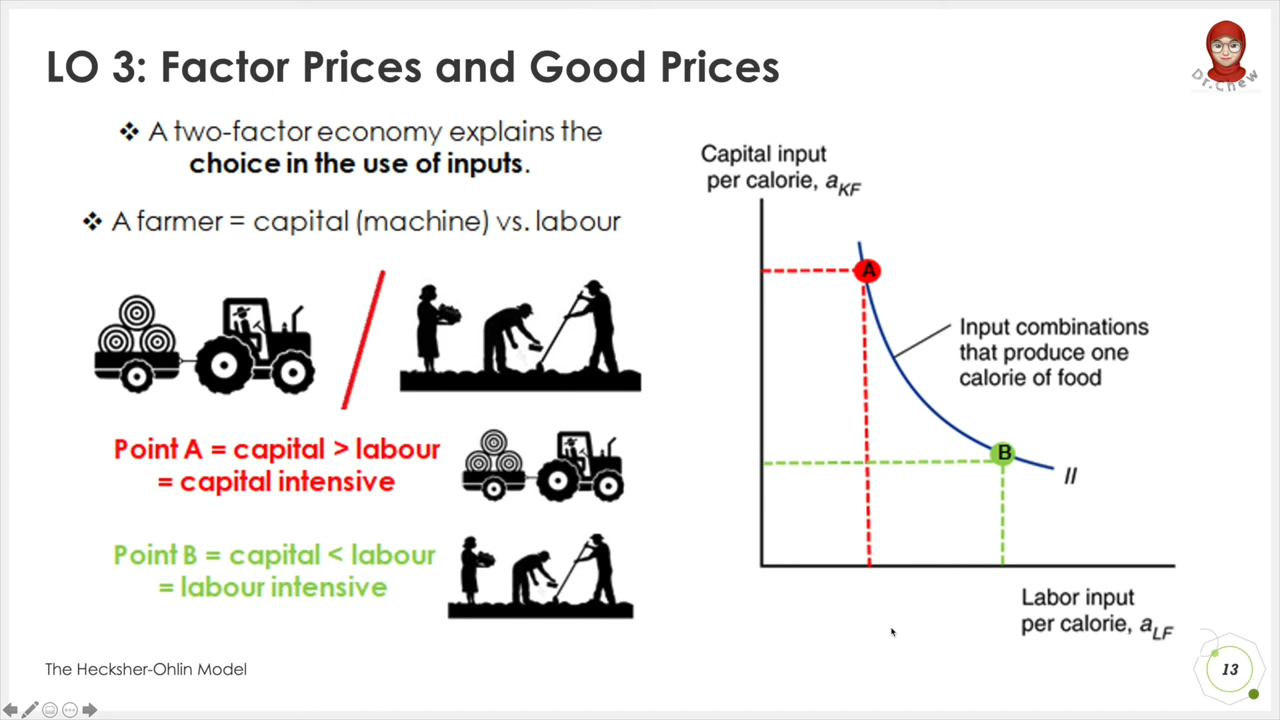 LO 3: Factor Prices and Good Prices
Dr.Chew
❖ A two-factor economy explains the
choice in the use of inputs.
❖ A farmer = capital (machine) vs. labour
Point A = capital > labour
= capital intensive
Point B = capital < labour
= labour intensive
Capital input
per calorie, aKF
A
Input combinations
that produce one
calorie of food
B
II
Labor input
per calorie, aLF
The Hecksher-Ohlin Model
13